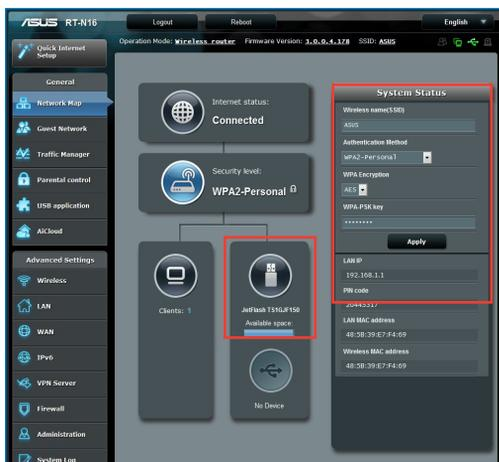 ASUS RT-N16
Logout
Reboot
English
Operation Mode: Wireless router Firmware Version: 3.0.0.4.178 SSID: ASUS
Quick Internet
Setup
General
Network Map
Guest Network
Traffic Manager
Parental control
USB application
AiCloud
Advanced Settings
Wireless
LAN
WAN
IPv6
VPN Server
Firewall
Administration
System Log
Internet status:
Connected
Security level:
WPA2-Personal
Clients: 1
JetFlash TS1GJF150
Available space:
No Device
System Status
Wireless name(SSID)
ASUS
Authentication Method
WPA2-Personal
WPA Encryption
AES
WPA-PSK key
Apply
LAN IP
192.168.1.1
PIN code
LAN MAC address
48:5B:39:E7:F4:69
Wireless MAC address
48:5B:39:E7:F4:69